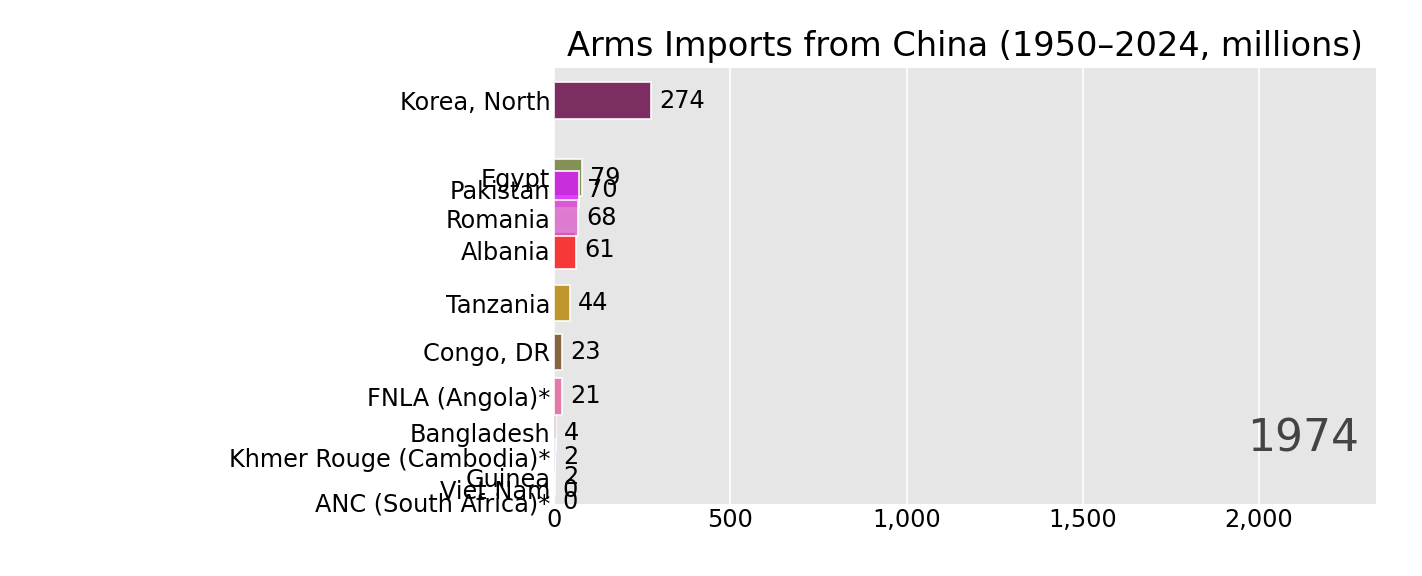 Arms Imports from China (1950–2024, millions)
Korea, North 274
Egypt 79
Pakistan 70
Romania 68
Albania 61
Tanzania 44
Congo, DR 23
FNLA (Angola)* 21
Bangladesh 4
Khmer Rouge (Cambodia)* 2
Guinea 2
Viet Nam 0
ANC (South Africa)* 0
1974
0 500 1,000 1,500 2,000